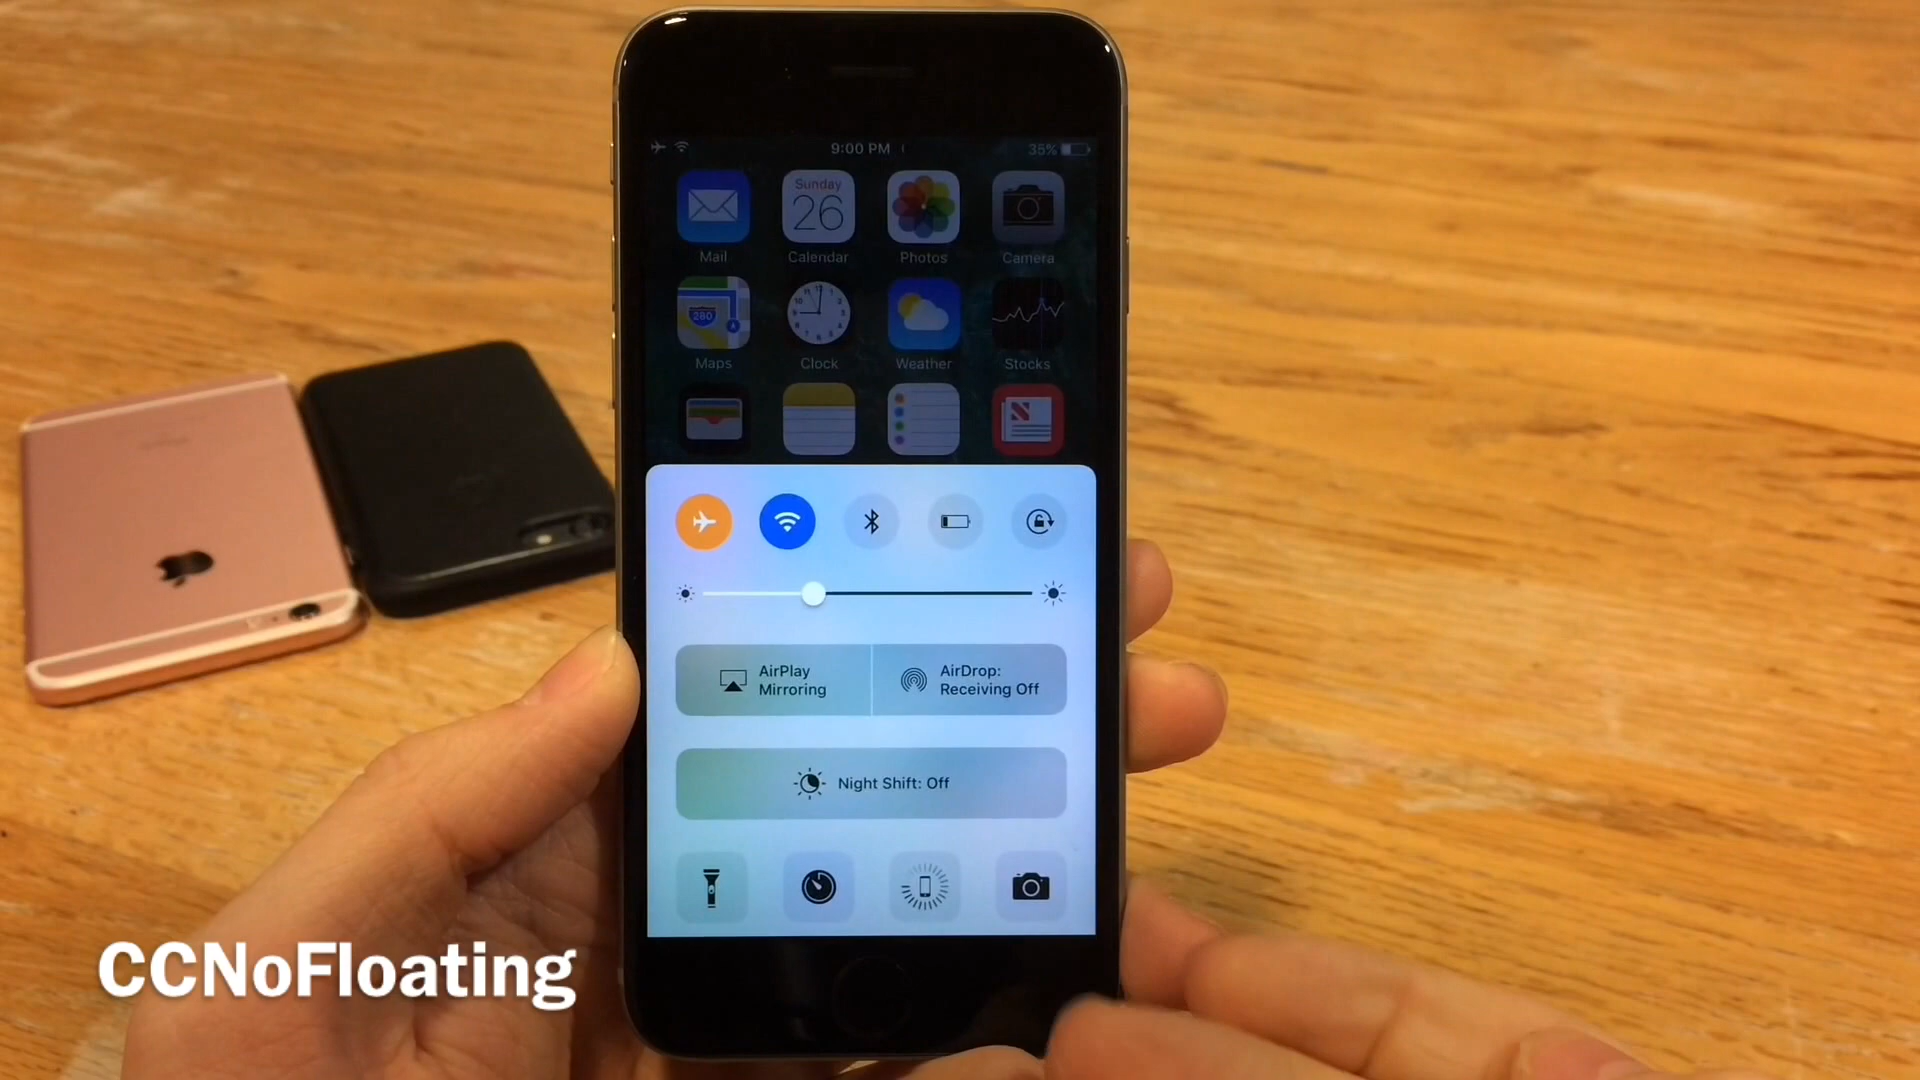 9:00 PM
35%
Sunday
26
Mail
Calendar
Photos
Camera
280
Maps
Clock
Weather
Stocks
AirPlay
Mirroring
AirDrop:
Receiving Off
Night Shift: Off
CCNoFloating